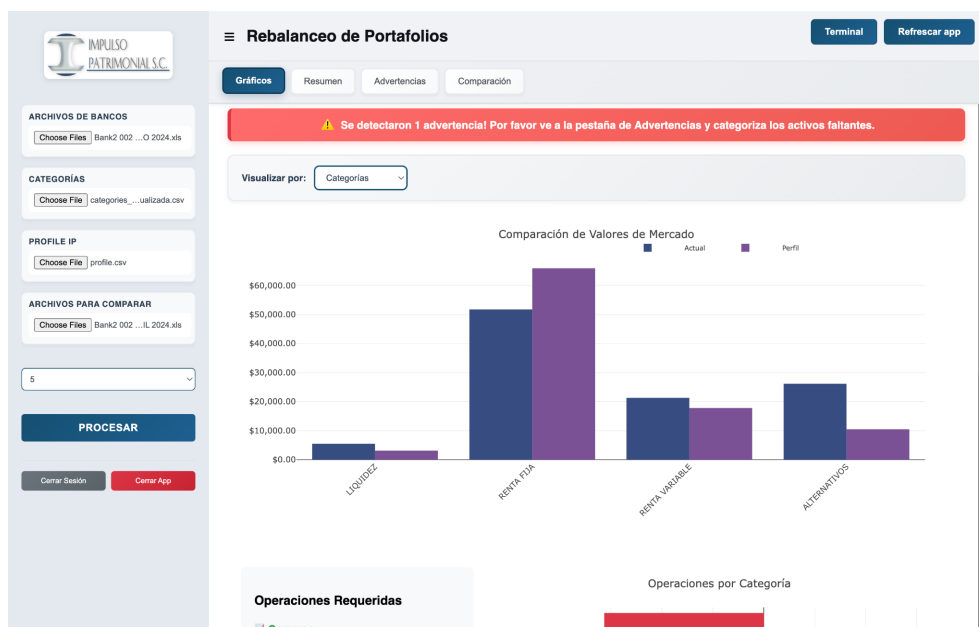 IMPULSO
PATRIMONIAL S.C.
≡ Rebalanceo de Portafolios
Terminal
Refrescar app
Gráficos
Resumen
Advertencias
Comparación
ARCHIVOS DE BANCOS
Choose Files Bank2 002 ...O 2024.xls
CATEGORÍAS
Choose File categories_...ualizada.csv
PROFILE IP
Choose File profile.csv
ARCHIVOS PARA COMPARAR
Choose Files Bank2 002 ...IL 2024.xls
5
PROCESAR
Cerrar Sesión
Cerrar App
⚠️ Se detectaron 1 advertencia! Por favor ve a la pestaña de Advertencias y categoriza los activos faltantes.
Visualizar por: Categorías
Comparación de Valores de Mercado
Actual
Perfil
$60,000.00
$50,000.00
$40,000.00
$30,000.00
$20,000.00
$10,000.00
$0.00
LIQUIDEZ
RENTA FIJA
RENTA VARIABLE
ALTERNATIVOS
Operaciones Requeridas
Operaciones por Categoría